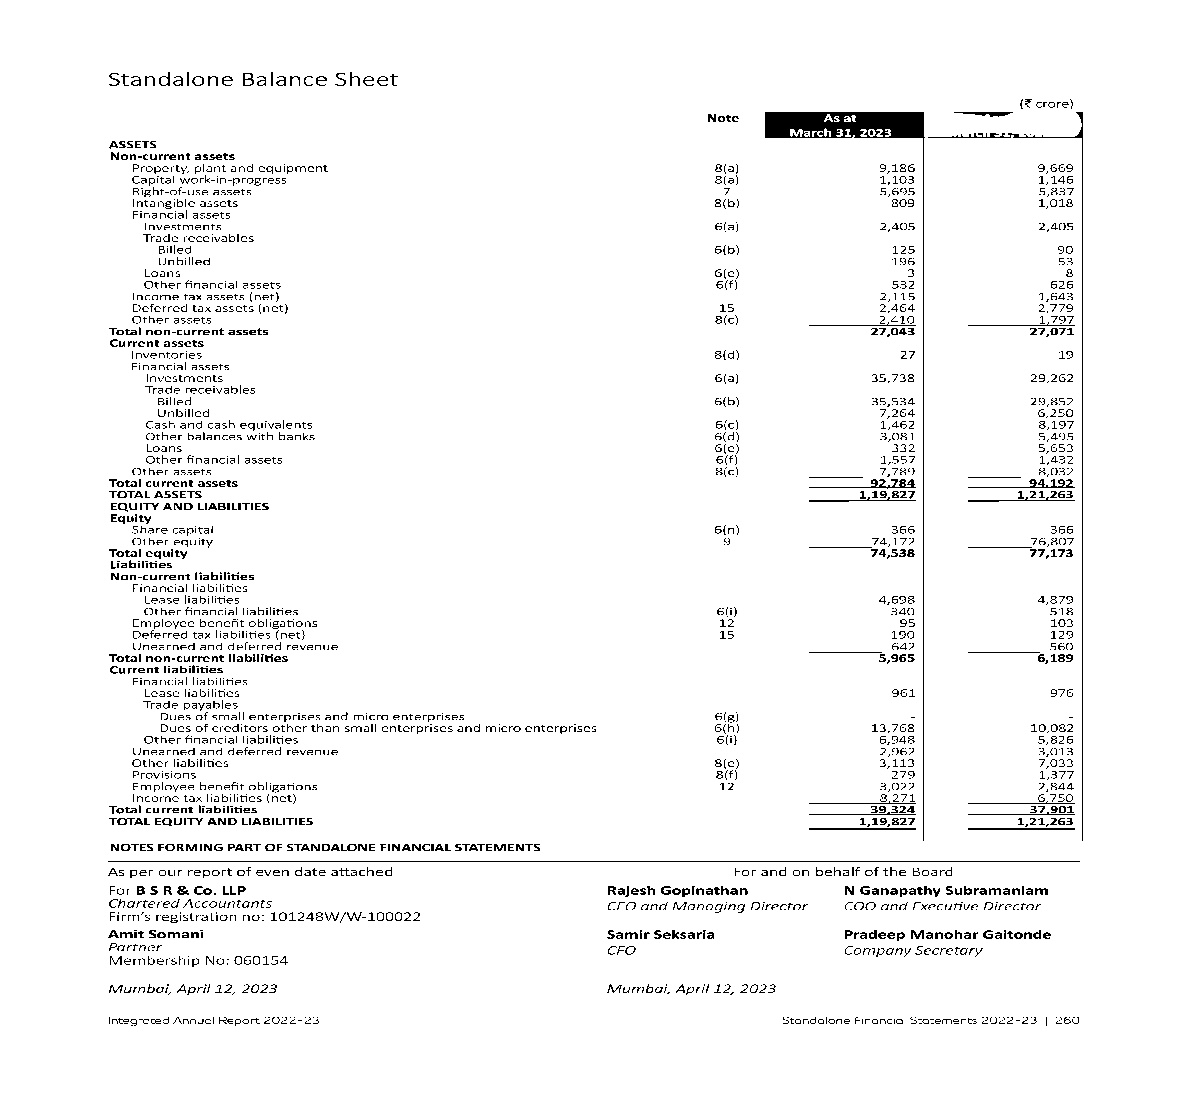 Standalone Balance Sheet
(₹ crore)
Note As at
March 31, 2023
ASSETS
Non-current assets
Property, plant and equipment 8(a) 9,186 9,669
Capital work-in-progress 8(a) 1,103 1,146
Right-of-use assets 7 5,695 5,837
Intangible assets 8(b) 809 1,018
Financial assets
Investments 6(a) 2,405 2,405
Trade receivables
Billed 6(b) 125 90
Unbilled 196 53
Loans 6(e) 3 8
Other financial assets 6(f) 532 626
Income tax assets (net) 2,115 1,643
Deferred tax assets (net) 15 2,464 2,779
Other assets 8(c) 2,410 1,797
Total non-current assets 27,043 27,071
Current assets
Inventories 8(d) 27 19
Financial assets
Investments 6(a) 35,738 29,262
Trade receivables
Billed 6(b) 35,534 29,852
Unbilled 7,264 6,250
Cash and cash equivalents 6(c) 1,462 8,197
Other balances with banks 6(d) 3,081 5,495
Loans 6(e) 332 5,653
Other financial assets 6(f) 1,557 1,432
Other assets 8(c) 7,789 8,032
Total current assets 92,784 94,192
TOTAL ASSETS 1,19,827 1,21,263
EQUITY AND LIABILITIES
Equity
Share capital 6(n) 366 366
Other equity 9 74,172 76,807
Total equity 74,538 77,173
Liabilities
Non-current liabilities
Financial liabilities
Lease liabilities 4,698 4,879
Other financial liabilities 6(i) 340 518
Employee benefit obligations 12 95 103
Deferred tax liabilities (net) 15 190 129
Unearned and deferred revenue 642 560
Total non-current liabilities 5,965 6,189
Current liabilities
Financial liabilities
Lease liabilities 961 976
Trade payables
Dues of small enterprises and micro enterprises 6(g) - -
Dues of creditors other than small enterprises and micro enterprises 6(h) 13,768 10,082
Other financial liabilities 6(i) 6,948 5,826
Unearned and deferred revenue 2,962 3,013
Other liabilities 8(e) 3,113 7,033
Provisions 8(f) 279 1,377
Employee benefit obligations 12 3,022 2,844
Income tax liabilities (net) 8,271 6,750
Total current liabilities 39,324 37,901
TOTAL EQUITY AND LIABILITIES 1,19,827 1,21,263
NOTES FORMING PART OF STANDALONE FINANCIAL STATEMENTS
As per our report of even date attached For and on behalf of the Board
For B S R & Co. LLP Rajesh Gopinathan N Ganapathy Subramaniam
Chartered Accountants CEO and Managing Director COO and Executive Director
Firm's registration no: 101248W/W-100022
Amit Somani Samir Seksaria Pradeep Manohar Gaitonde
Partner CFO Company Secretary
Membership No: 060154
Mumbai, April 12, 2023 Mumbai, April 12, 2023
Integrated Annual Report 2022-23 Standalone Financial Statements 2022-23 | 260